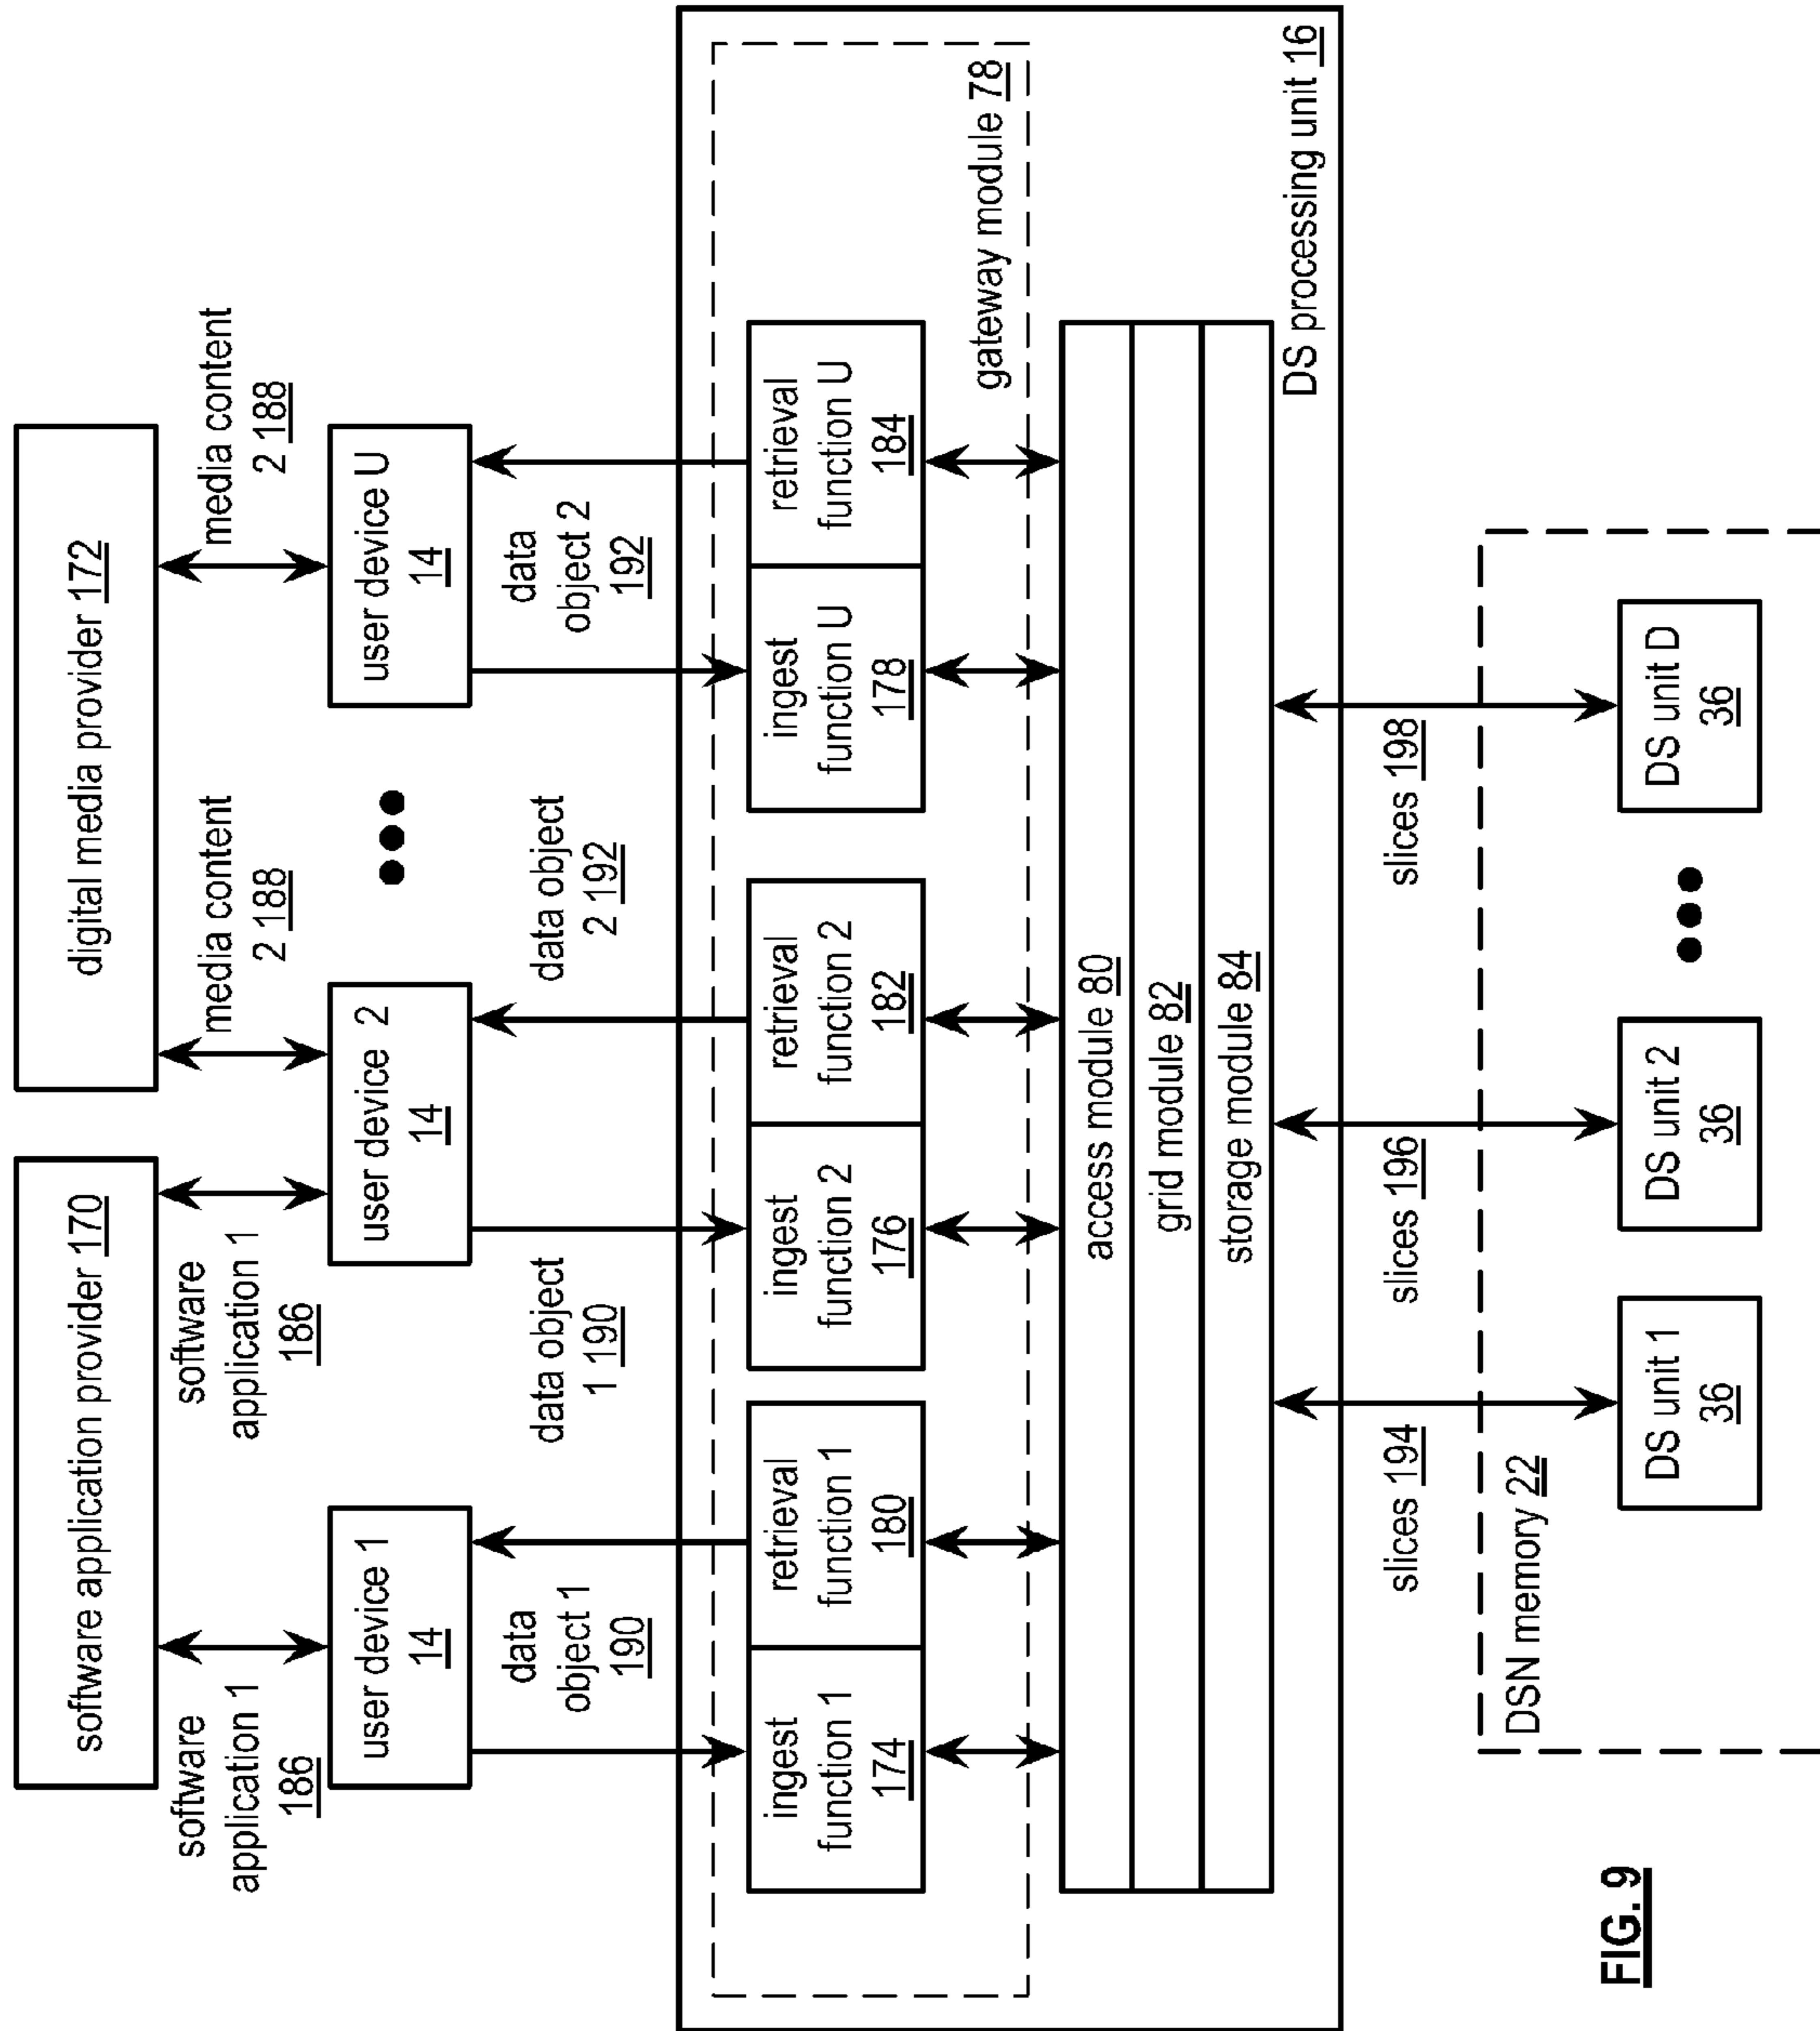 software application provider 170
digital media provider 172
software
application 1
186
software
application 1
186
media content
2 188
media content
2 188
user device 1
14
user device 2
14
user device U
14
data
object 1
190
data object
1 190
data object
2 192
data
object 2
192
ingest
function 1
174
retrieval
function 1
180
ingest
function 2
176
retrieval
function 2
182
ingest
function U
178
retrieval
function U
184
gateway module 78
access module 80
grid module 82
storage module 84
DS processing unit 16
slices 194
slices 196
slices 198
DSN memory 22
DS unit 1
36
DS unit 2
36
DS unit D
36
FIG. 9